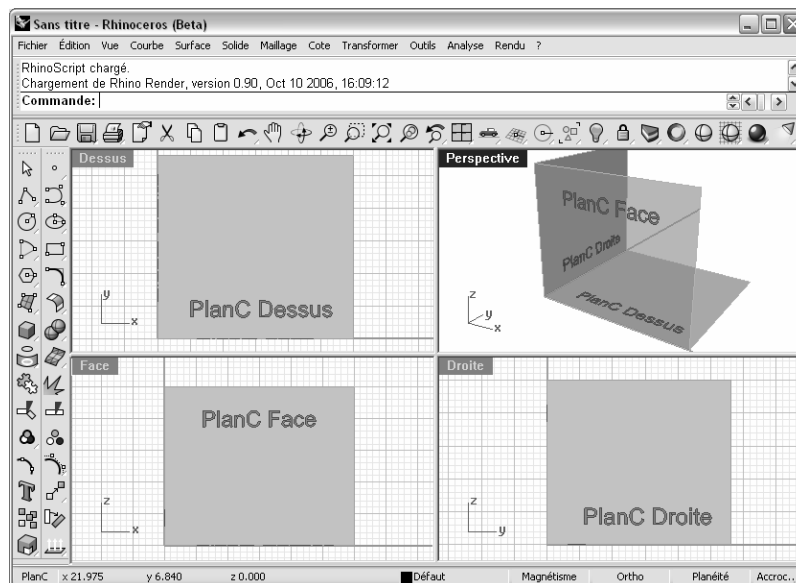 Sans titre - Rhinoceros (Beta)
Fichier Édition Vue Courbe Surface Solide Maillage Cote Transformer Outils Analyse Rendu ?
RhinoScript chargé.
Chargement de Rhino Render, version 0.90, Oct 10 2006, 16:09:12
Commande:
Dessus
PlanC Dessus
y
x
Perspective
PlanC Face
PlanC Droite
PlanC Dessus
z
y
x
Face
PlanC Face
z
x
Droite
PlanC Droite
z
y
PlanC x 21.975 y 6.840 z 0.000 Défaut Magnétisme Ortho Planéité Accroc.